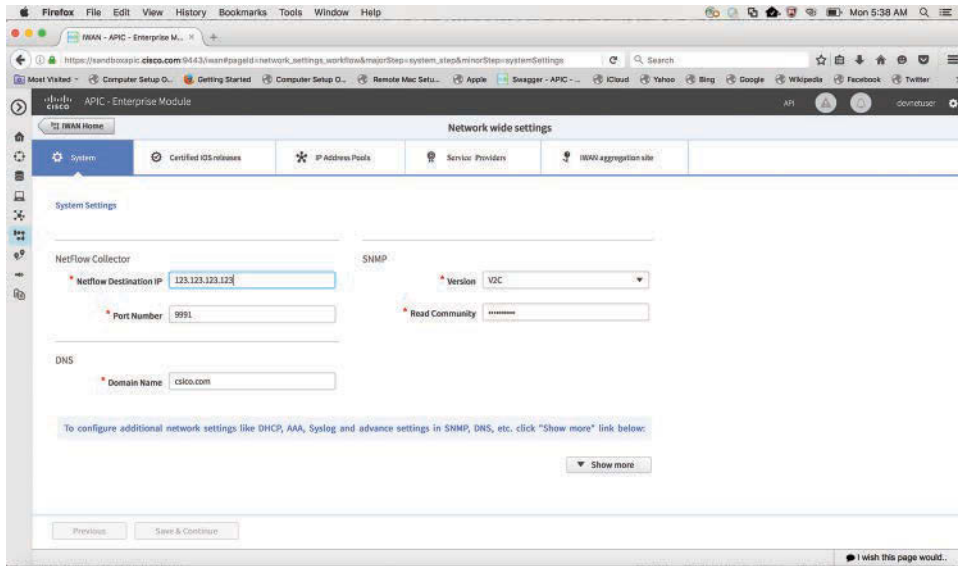 Firefox File Edit View History Bookmarks Tools Window Help Mon 5:38 AM
IWAN - APIC - Enterprise M...
https://sandboxapic.cisco.com:9443/iwan#pageId=network_settings_workflow&majorStep=system_step&minorStep=systemSettings Search
Most Visited Computer Setup O... Getting Started Computer Setup O... Remote Mac Setu... Apple Swagger - APIC - ... iCloud Yahoo Bing Google Wikipedia Facebook Twitter
CISCO APIC - Enterprise Module API devnetuser
IWAN Home Network wide settings
System Certified IOS releases IP Address Pools Service Providers IWAN aggregation site
System Settings
NetFlow Collector SNMP
* Netflow Destination IP 123.123.123.123 * Version V2C
* Port Number 9991 * Read Community
DNS
* Domain Name csico.com
To configure additional network settings like DHCP, AAA, Syslog and advance settings in SNMP, DNS, etc. click "Show more" link below:
Show more
Previous Save & Continue
I wish this page would..